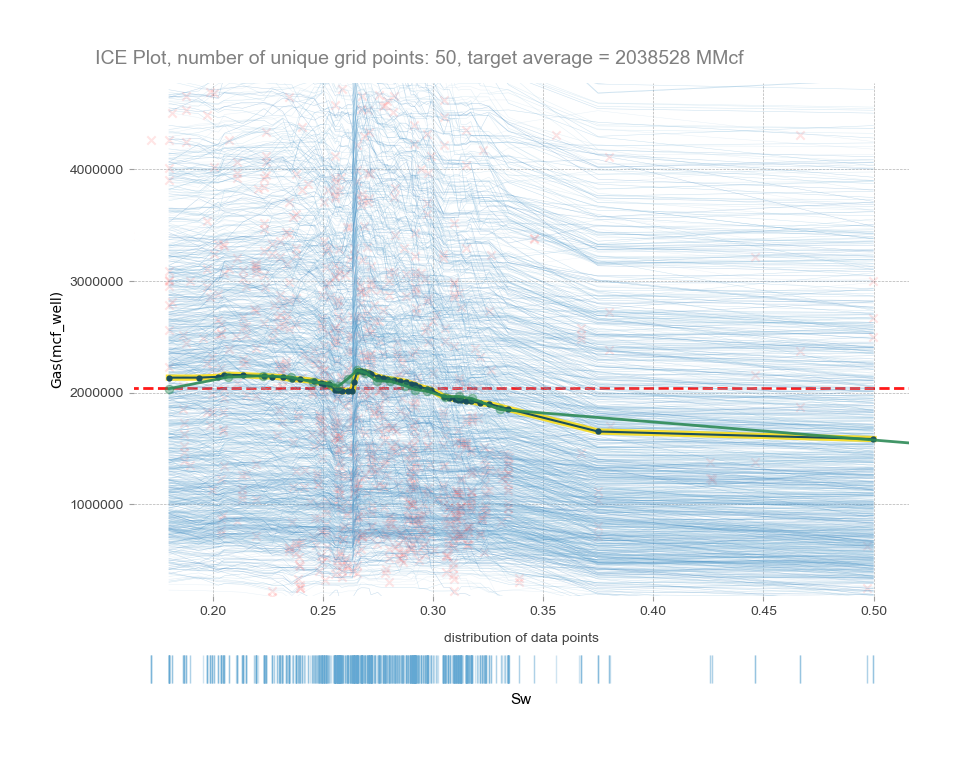 ICE Plot, number of unique grid points: 50, target average = 2038528 MMcf
Gas(mcf_well)
4000000
3000000
2000000
1000000
0.20 0.25 0.30 0.35 0.40 0.45 0.50
distribution of data points
Sw